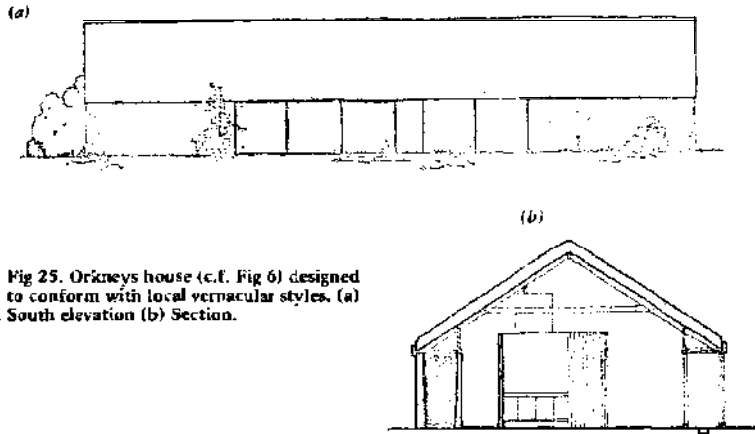 (a)
(b)
Fig 25. Orkneys house (c.f. Fig 6) designed
to conform with local vernacular styles. (a)
South elevation (b) Section.